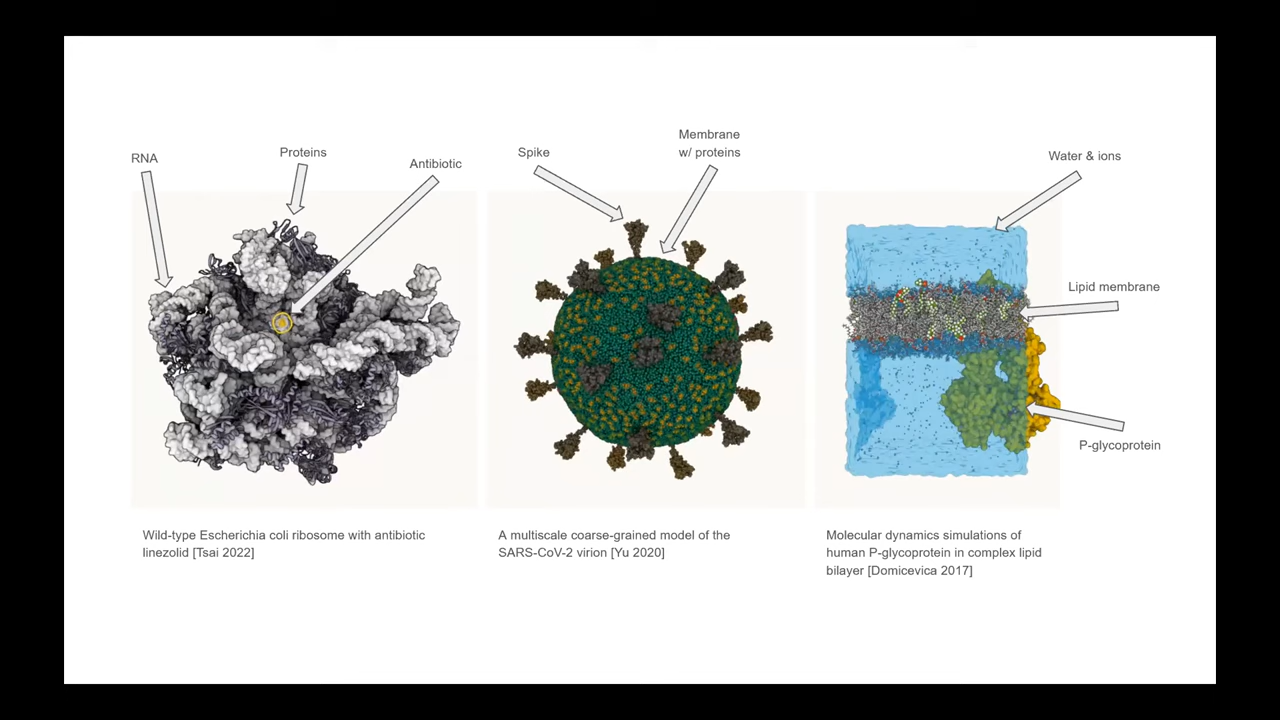 RNA
Proteins
Antibiotic
Wild-type Escherichia coli ribosome with antibiotic
linezolid [Tsai 2022]
Spike
Membrane
w/ proteins
A multiscale coarse-grained model of the
SARS-CoV-2 virion [Yu 2020]
Water & ions
Lipid membrane
P-glycoprotein
Molecular dynamics simulations of
human P-glycoprotein in complex lipid
bilayer [Domicevica 2017]